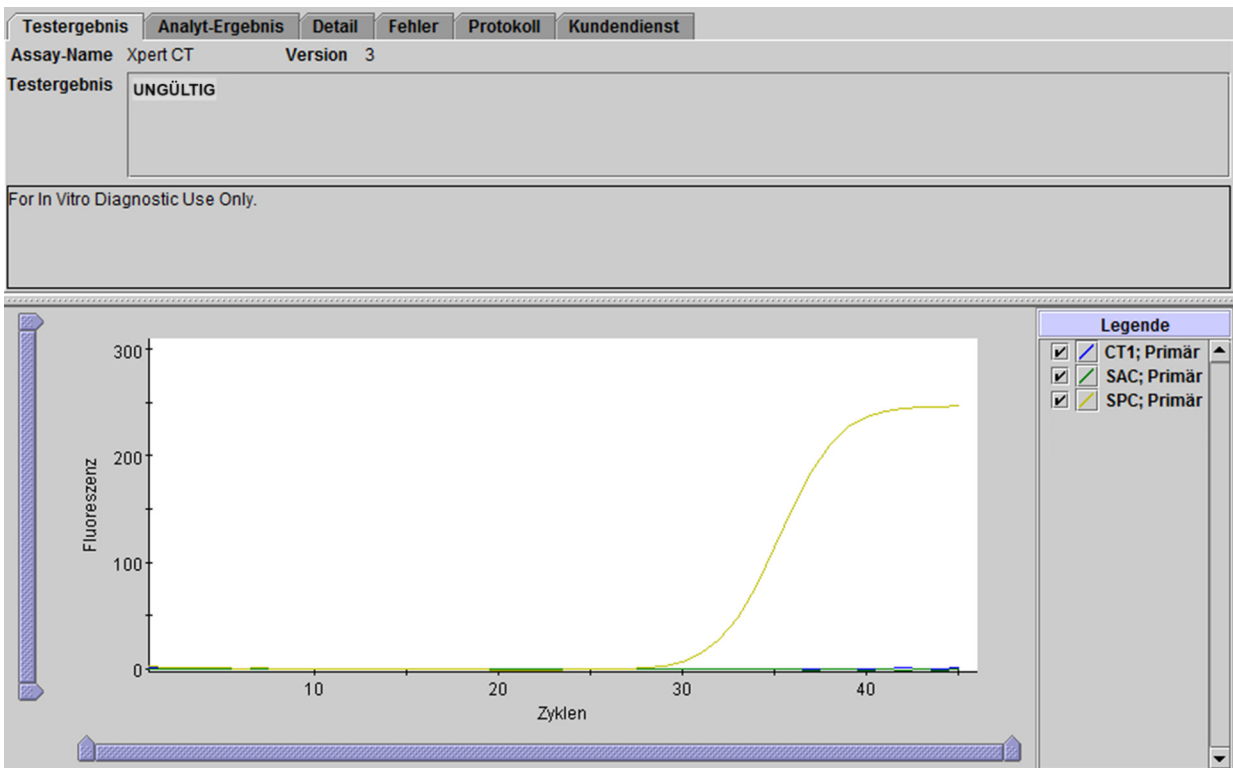 Testergebnis Analyt-Ergebnis Detail Fehler Protokoll Kundendienst
Assay-Name Xpert CT Version 3
Testergebnis UNGÜLTIG
For In Vitro Diagnostic Use Only.
Legende
CT1; Primär
SAC; Primär
SPC; Primär
300
200
100
0
Fluoreszenz
10 20 30 40
Zyklen